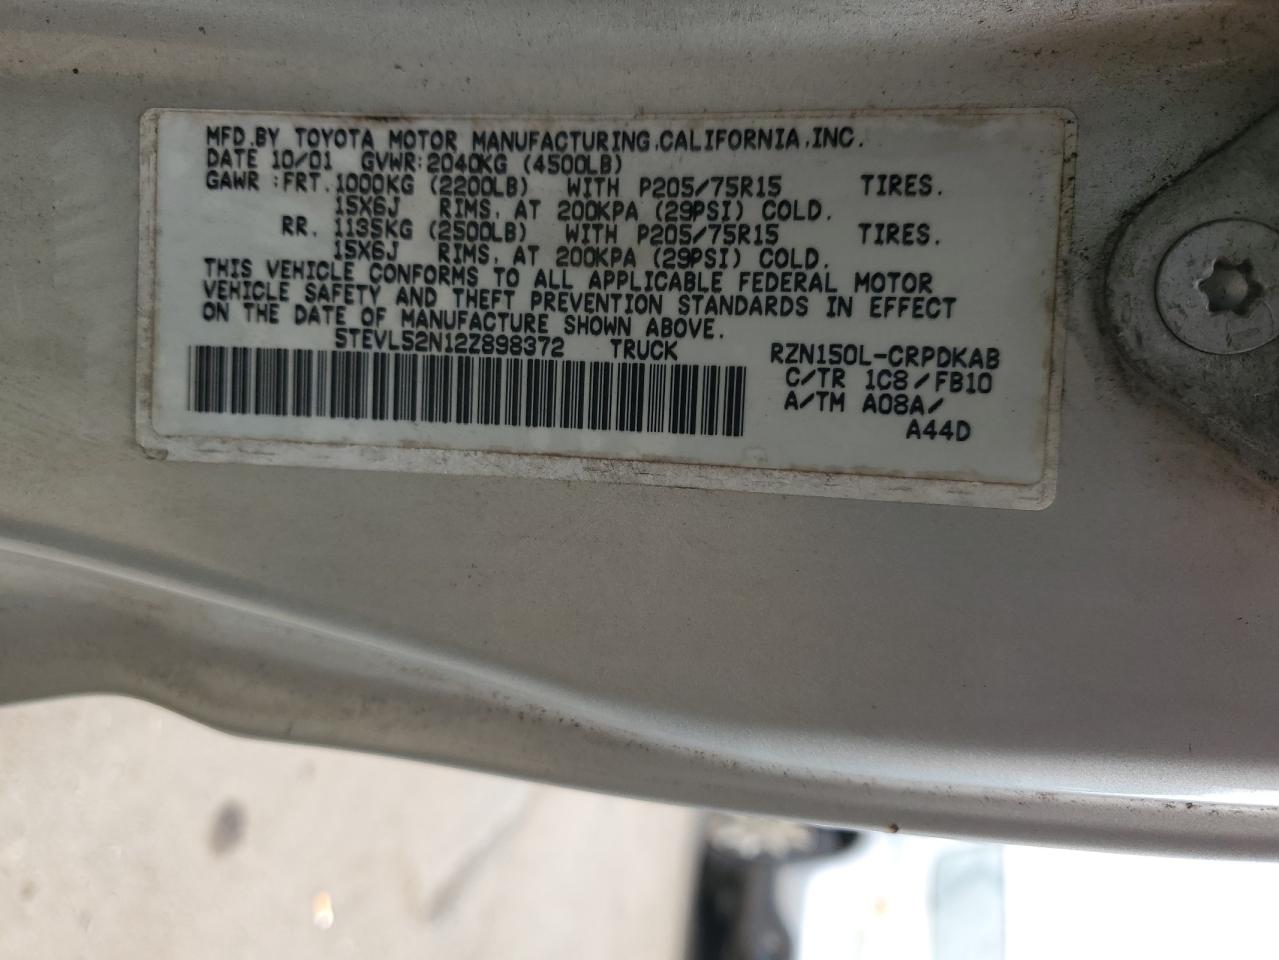 MFD.BY TOYOTA MOTOR MANUFACTURING.CALIFORNIA.INC.
DATE 10/01 GVWR:2040KG (4500LB)
GAWR :FRT.1000KG (2200LB) WITH P205/75R15 TIRES.
15X6J RIMS. AT 200KPA (29PSI) COLD.
RR. 1135KG (2500LB) WITH P205/75R15 TIRES.
15X6J RIMS. AT 200KPA (29PSI) COLD.
THIS VEHICLE CONFORMS TO ALL APPLICABLE FEDERAL MOTOR
VEHICLE SAFETY AND THEFT PREVENTION STANDARDS IN EFFECT
ON THE DATE OF MANUFACTURE SHOWN ABOVE.
5TEVL52N12Z898372 TRUCK RZN150L-CRPDKAB
C/TR 1C8/FB10
A/TM A08A/
A44D